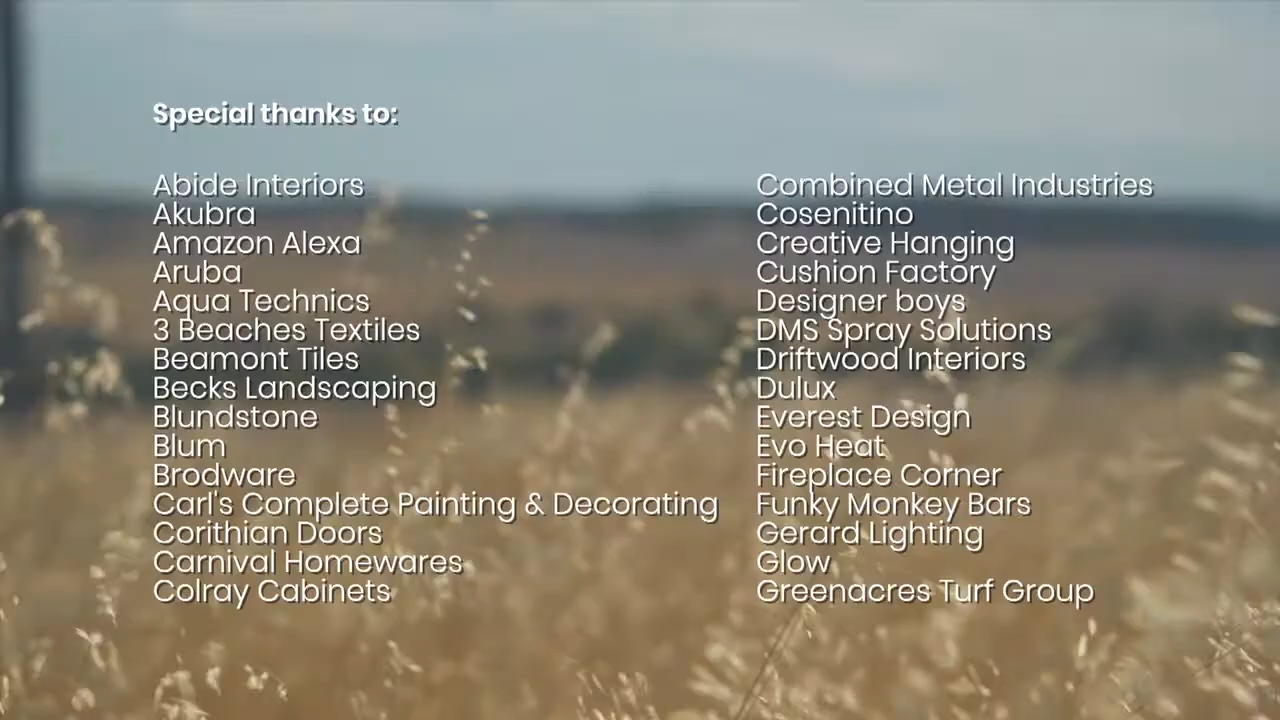 Special thanks to:
Abide Interiors
Akubra
Amazon Alexa
Aruba
Aqua Technics
3 Beaches Textiles
Beamont Tiles
Becks Landscaping
Blundstone
Blum
Brodware
Carl's Complete Painting & Decorating
Corithian Doors
Carnival Homewares
Colray Cabinets
Combined Metal Industries
Cosenitino
Creative Hanging
Cushion Factory
Designer boys
DMS Spray Solutions
Driftwood Interiors
Dulux
Everest Design
Evo Heat
Fireplace Corner
Funky Monkey Bars
Gerard Lighting
Glow
Greenacres Turf Group